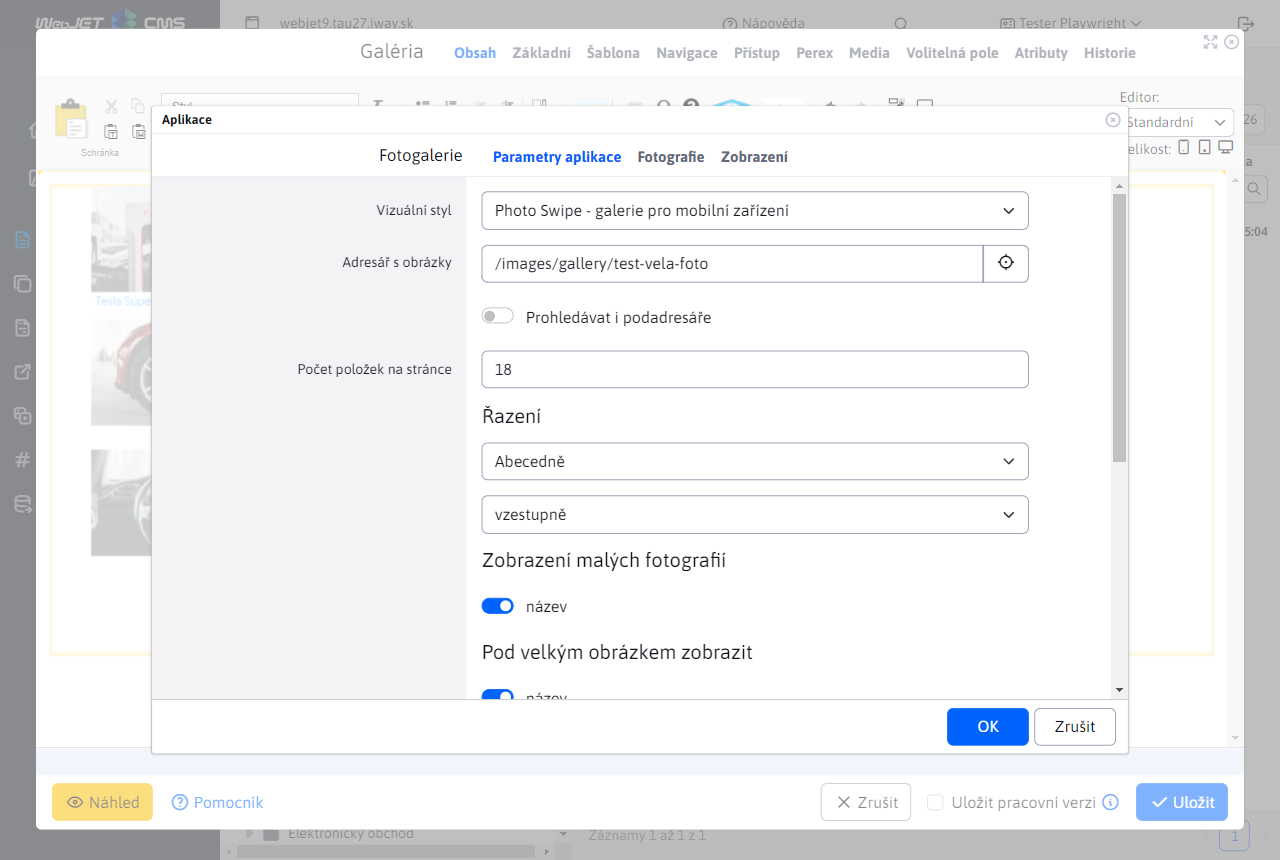 WebJET CMS
webjet9.tau27.iway.sk
Nápověda
Tester Playwright
Galéria
Obsah
Základní
Šablona
Navigace
Přístup
Perex
Media
Volitelná pole
Atributy
Historie
Styl
Schránka
Editor:
Standardní
26
Aplikace
Fotogalerie
Parametry aplikace
Fotografie
Zobrazení
Vizuální styl
Photo Swipe - galerie pro mobilní zařízení
Adresář s obrázky
/images/gallery/test-vela-foto
Prohledávat i podadresáře
Počet položek na stránce
18
Řazení
Abecedně
vzestupně
Zobrazení malých fotografií
název
Pod velkým obrázkem zobrazit
název
OK
Zrušit
elikost:
5:04
Tesla Supe
Náhled
Pomocník
Zrušit
Uložit pracovní verzi
Uložit
Elektronický obchod
Záznamy 1 až 1 z 1
1